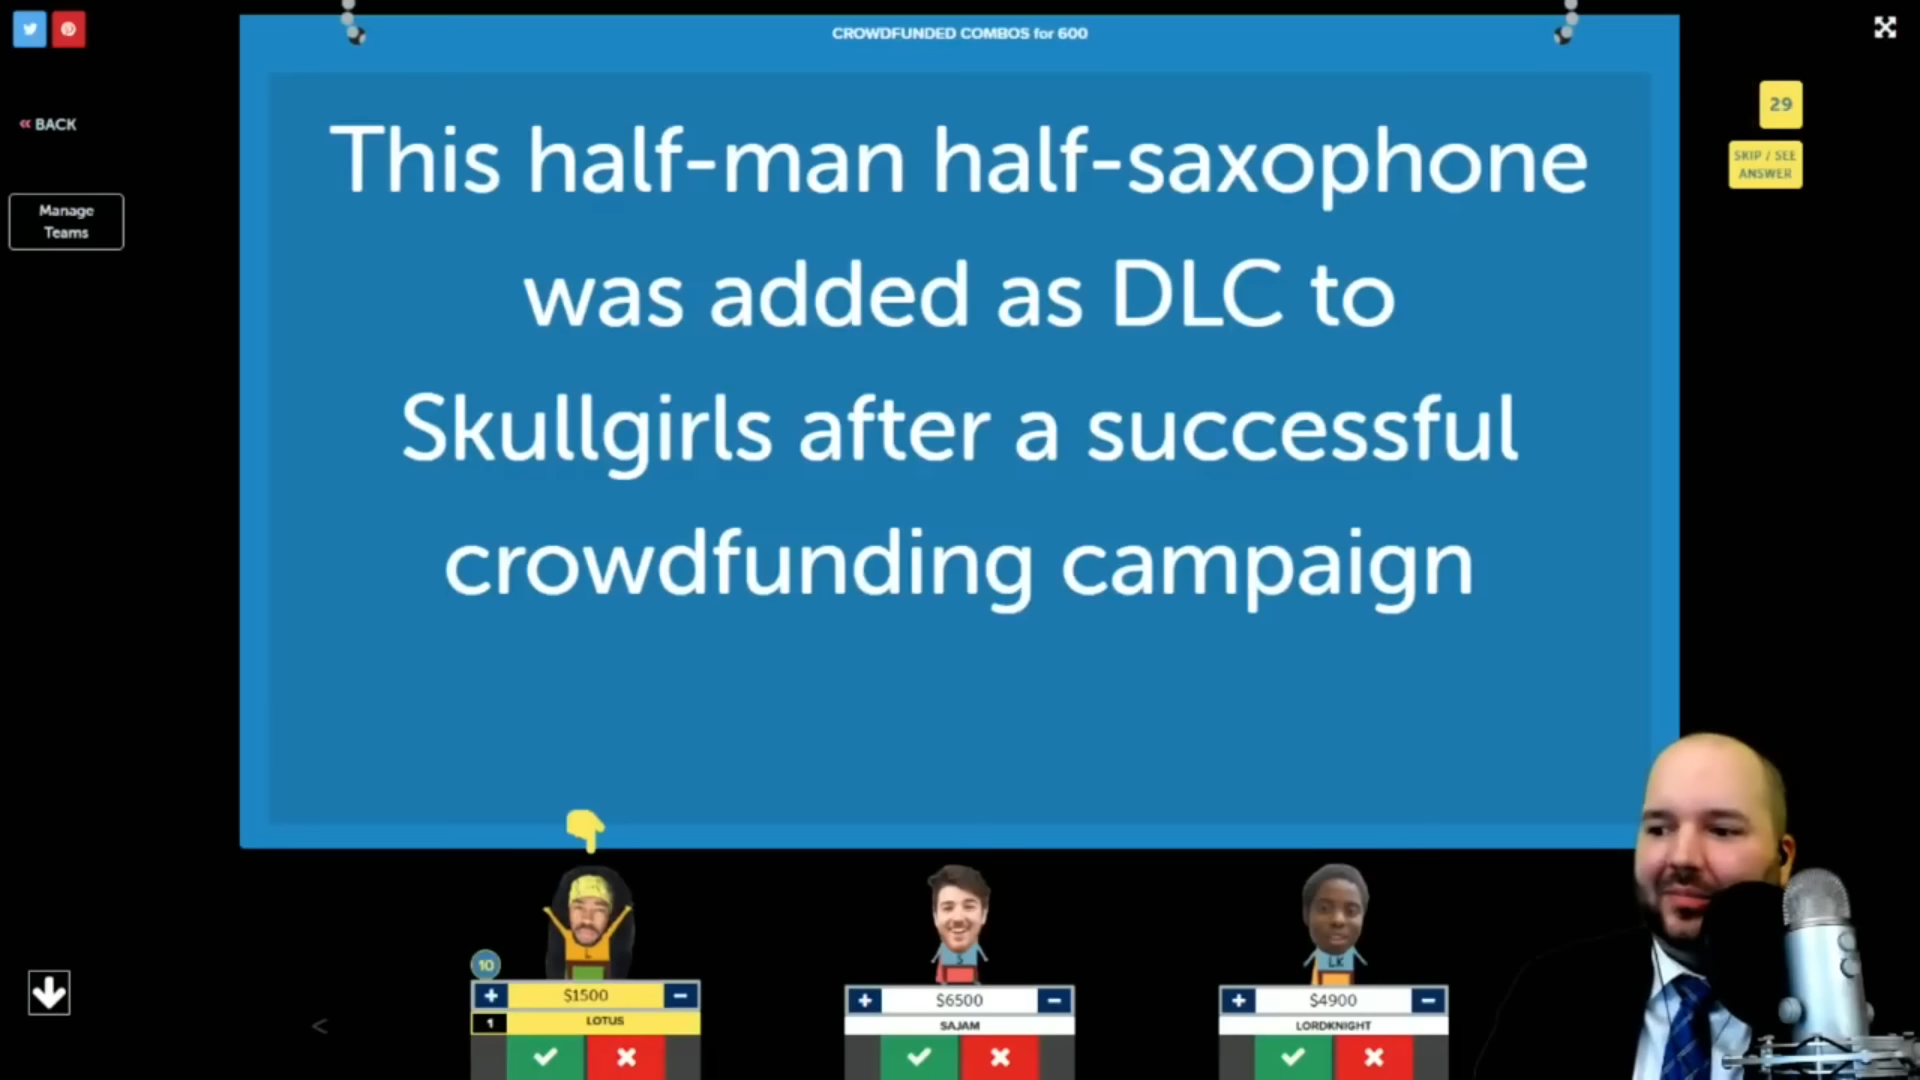 CROWDFUNDED COMBOS for 600
« BACK
Manage
Teams
29
SKIP / SEE
ANSWER
This half-man half-saxophone
was added as DLC to
Skullgirls after a successful
crowdfunding campaign
10
L
S
LK
+ $1500 −
1 LOTUS
+ $6500 −
SAJAM
+ $4900 −
LORDKNIGHT
<